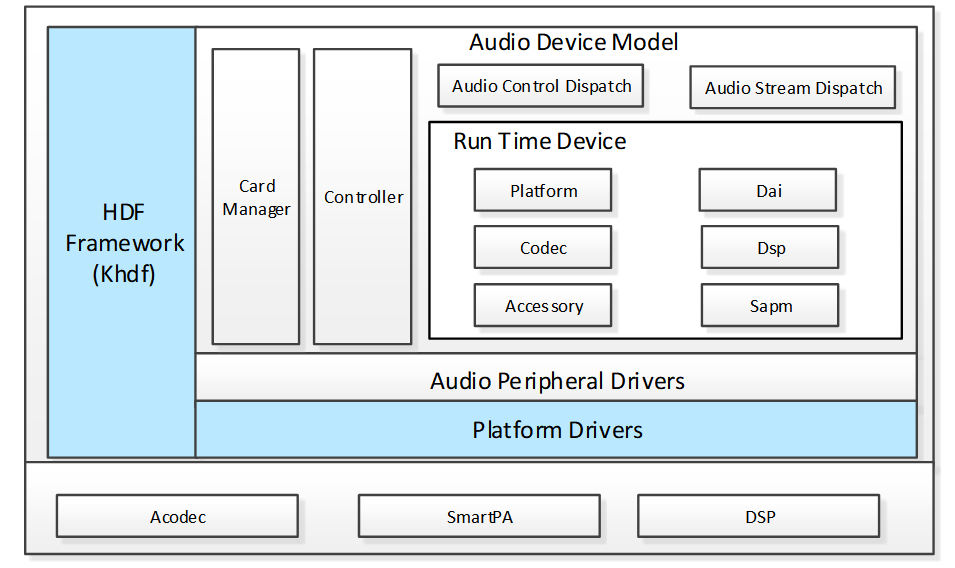 HDF
Framework
(Khdf)
Audio Device Model
Card
Manager
Controller
Audio Control Dispatch
Audio Stream Dispatch
Run Time Device
Platform
Dai
Codec
Dsp
Accessory
Sapm
Audio Peripheral Drivers
Platform Drivers
Acodec
SmartPA
DSP